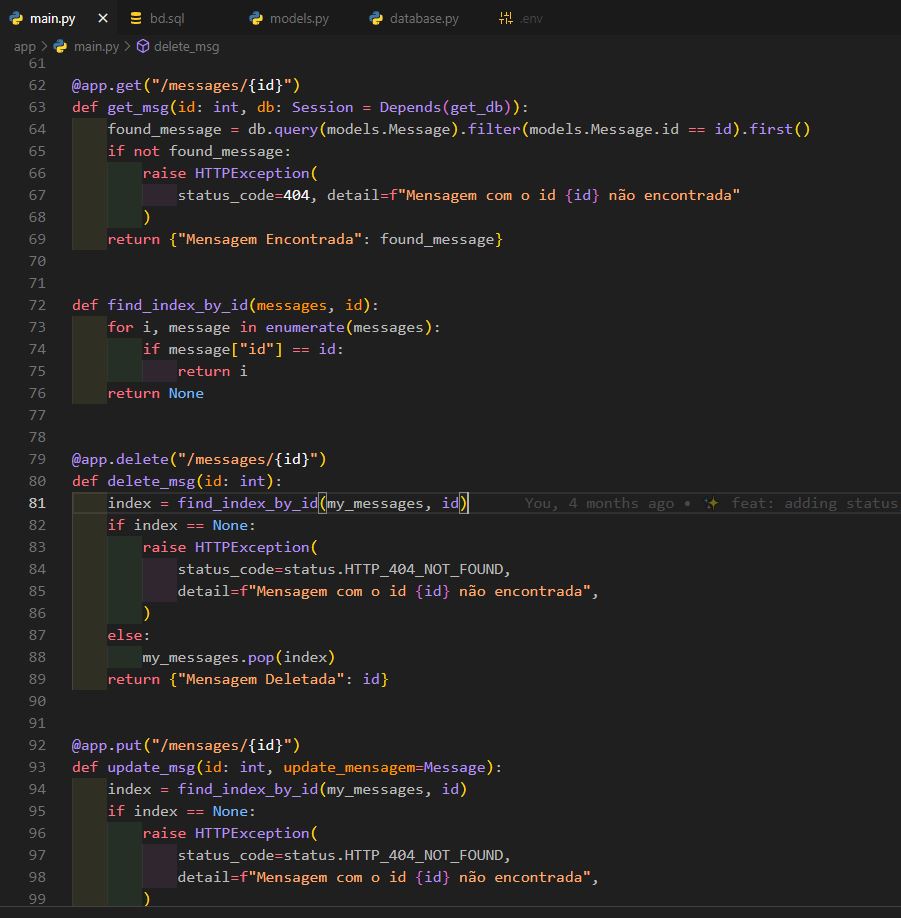 main.py × bd.sql models.py database.py .env
app > main.py > delete_msg
61
62 @app.get("/messages/{id}")
63 def get_msg(id: int, db: Session = Depends(get_db)):
64     found_message = db.query(models.Message).filter(models.Message.id == id).first()
65     if not found_message:
66         raise HTTPException(
67             status_code=404, detail=f"Mensagem com o id {id} não encontrada"
68         )
69     return {"Mensagem Encontrada": found_message}
70
71
72 def find_index_by_id(messages, id):
73     for i, message in enumerate(messages):
74         if message["id"] == id:
75             return i
76     return None
77
78
79 @app.delete("/messages/{id}")
80 def delete_msg(id: int):
81     index = find_index_by_id(my_messages, id) You, 4 months ago • ✨ feat: adding status
82     if index == None:
83         raise HTTPException(
84             status_code=status.HTTP_404_NOT_FOUND,
85             detail=f"Mensagem com o id {id} não encontrada",
86         )
87     else:
88         my_messages.pop(index)
89     return {"Mensagem Deletada": id}
90
91
92 @app.put("/mensages/{id}")
93 def update_msg(id: int, update_mensagem=Message):
94     index = find_index_by_id(my_messages, id)
95     if index == None:
96         raise HTTPException(
97             status_code=status.HTTP_404_NOT_FOUND,
98             detail=f"Mensagem com o id {id} não encontrada",
99         )